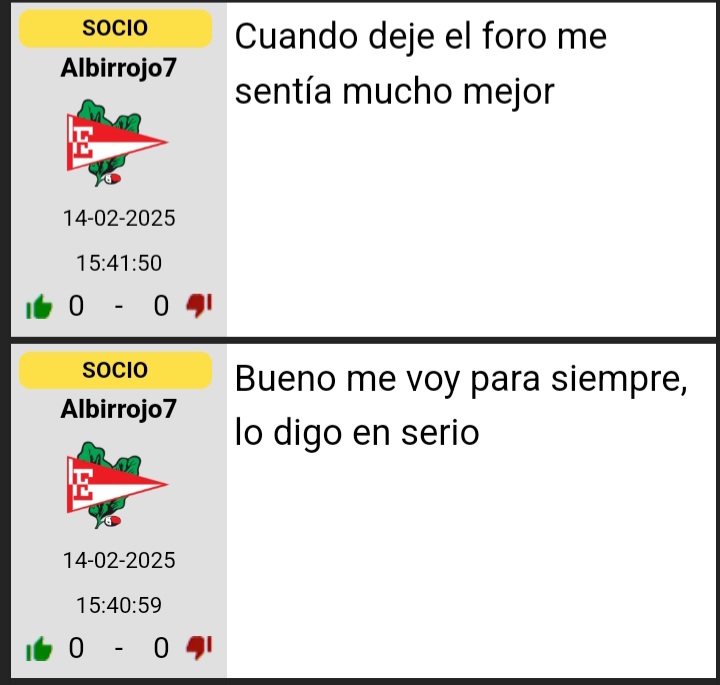 SOCIO
Albirrojo7
E
14-02-2025
15:41:50
0 - 0
Cuando deje el foro me
sentía mucho mejor
SOCIO
Albirrojo7
E
14-02-2025
15:40:59
0 - 0
Bueno me voy para siempre,
lo digo en serio